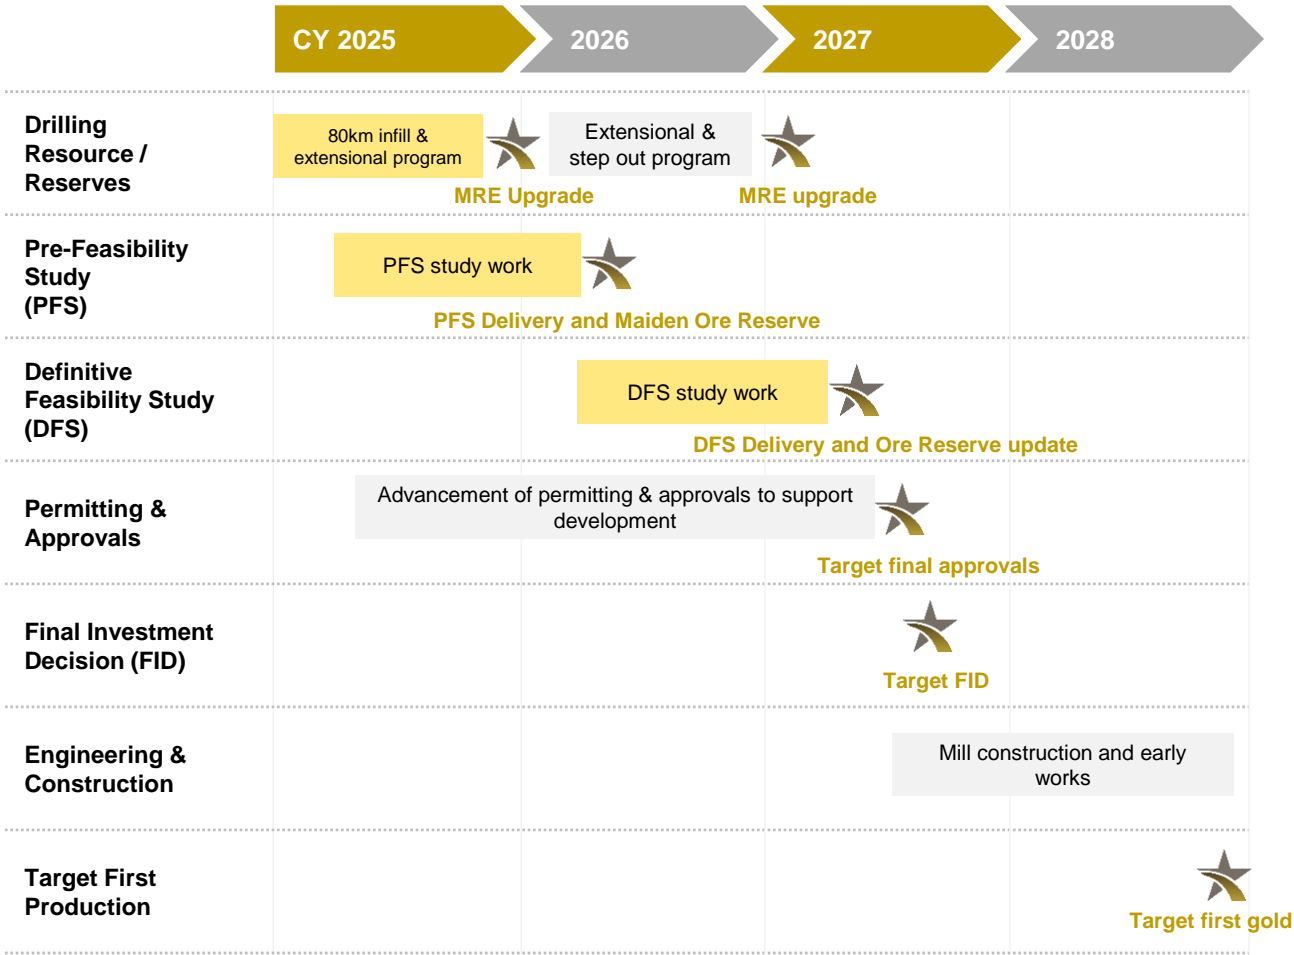 CY 2025
2026
2027
2028
Drilling
Resource /
Reserves
80km infill &
extensional program
MRE Upgrade
Extensional &
step out program
MRE upgrade
Pre-Feasibility
Study
(PFS)
PFS study work
PFS Delivery and Maiden Ore Reserve
Definitive
Feasibility Study
(DFS)
DFS study work
DFS Delivery and Ore Reserve update
Permitting &
Approvals
Advancement of permitting & approvals to support
development
Target final approvals
Final Investment
Decision (FID)
Target FID
Engineering &
Construction
Mill construction and early
works
Target First
Production
Target first gold